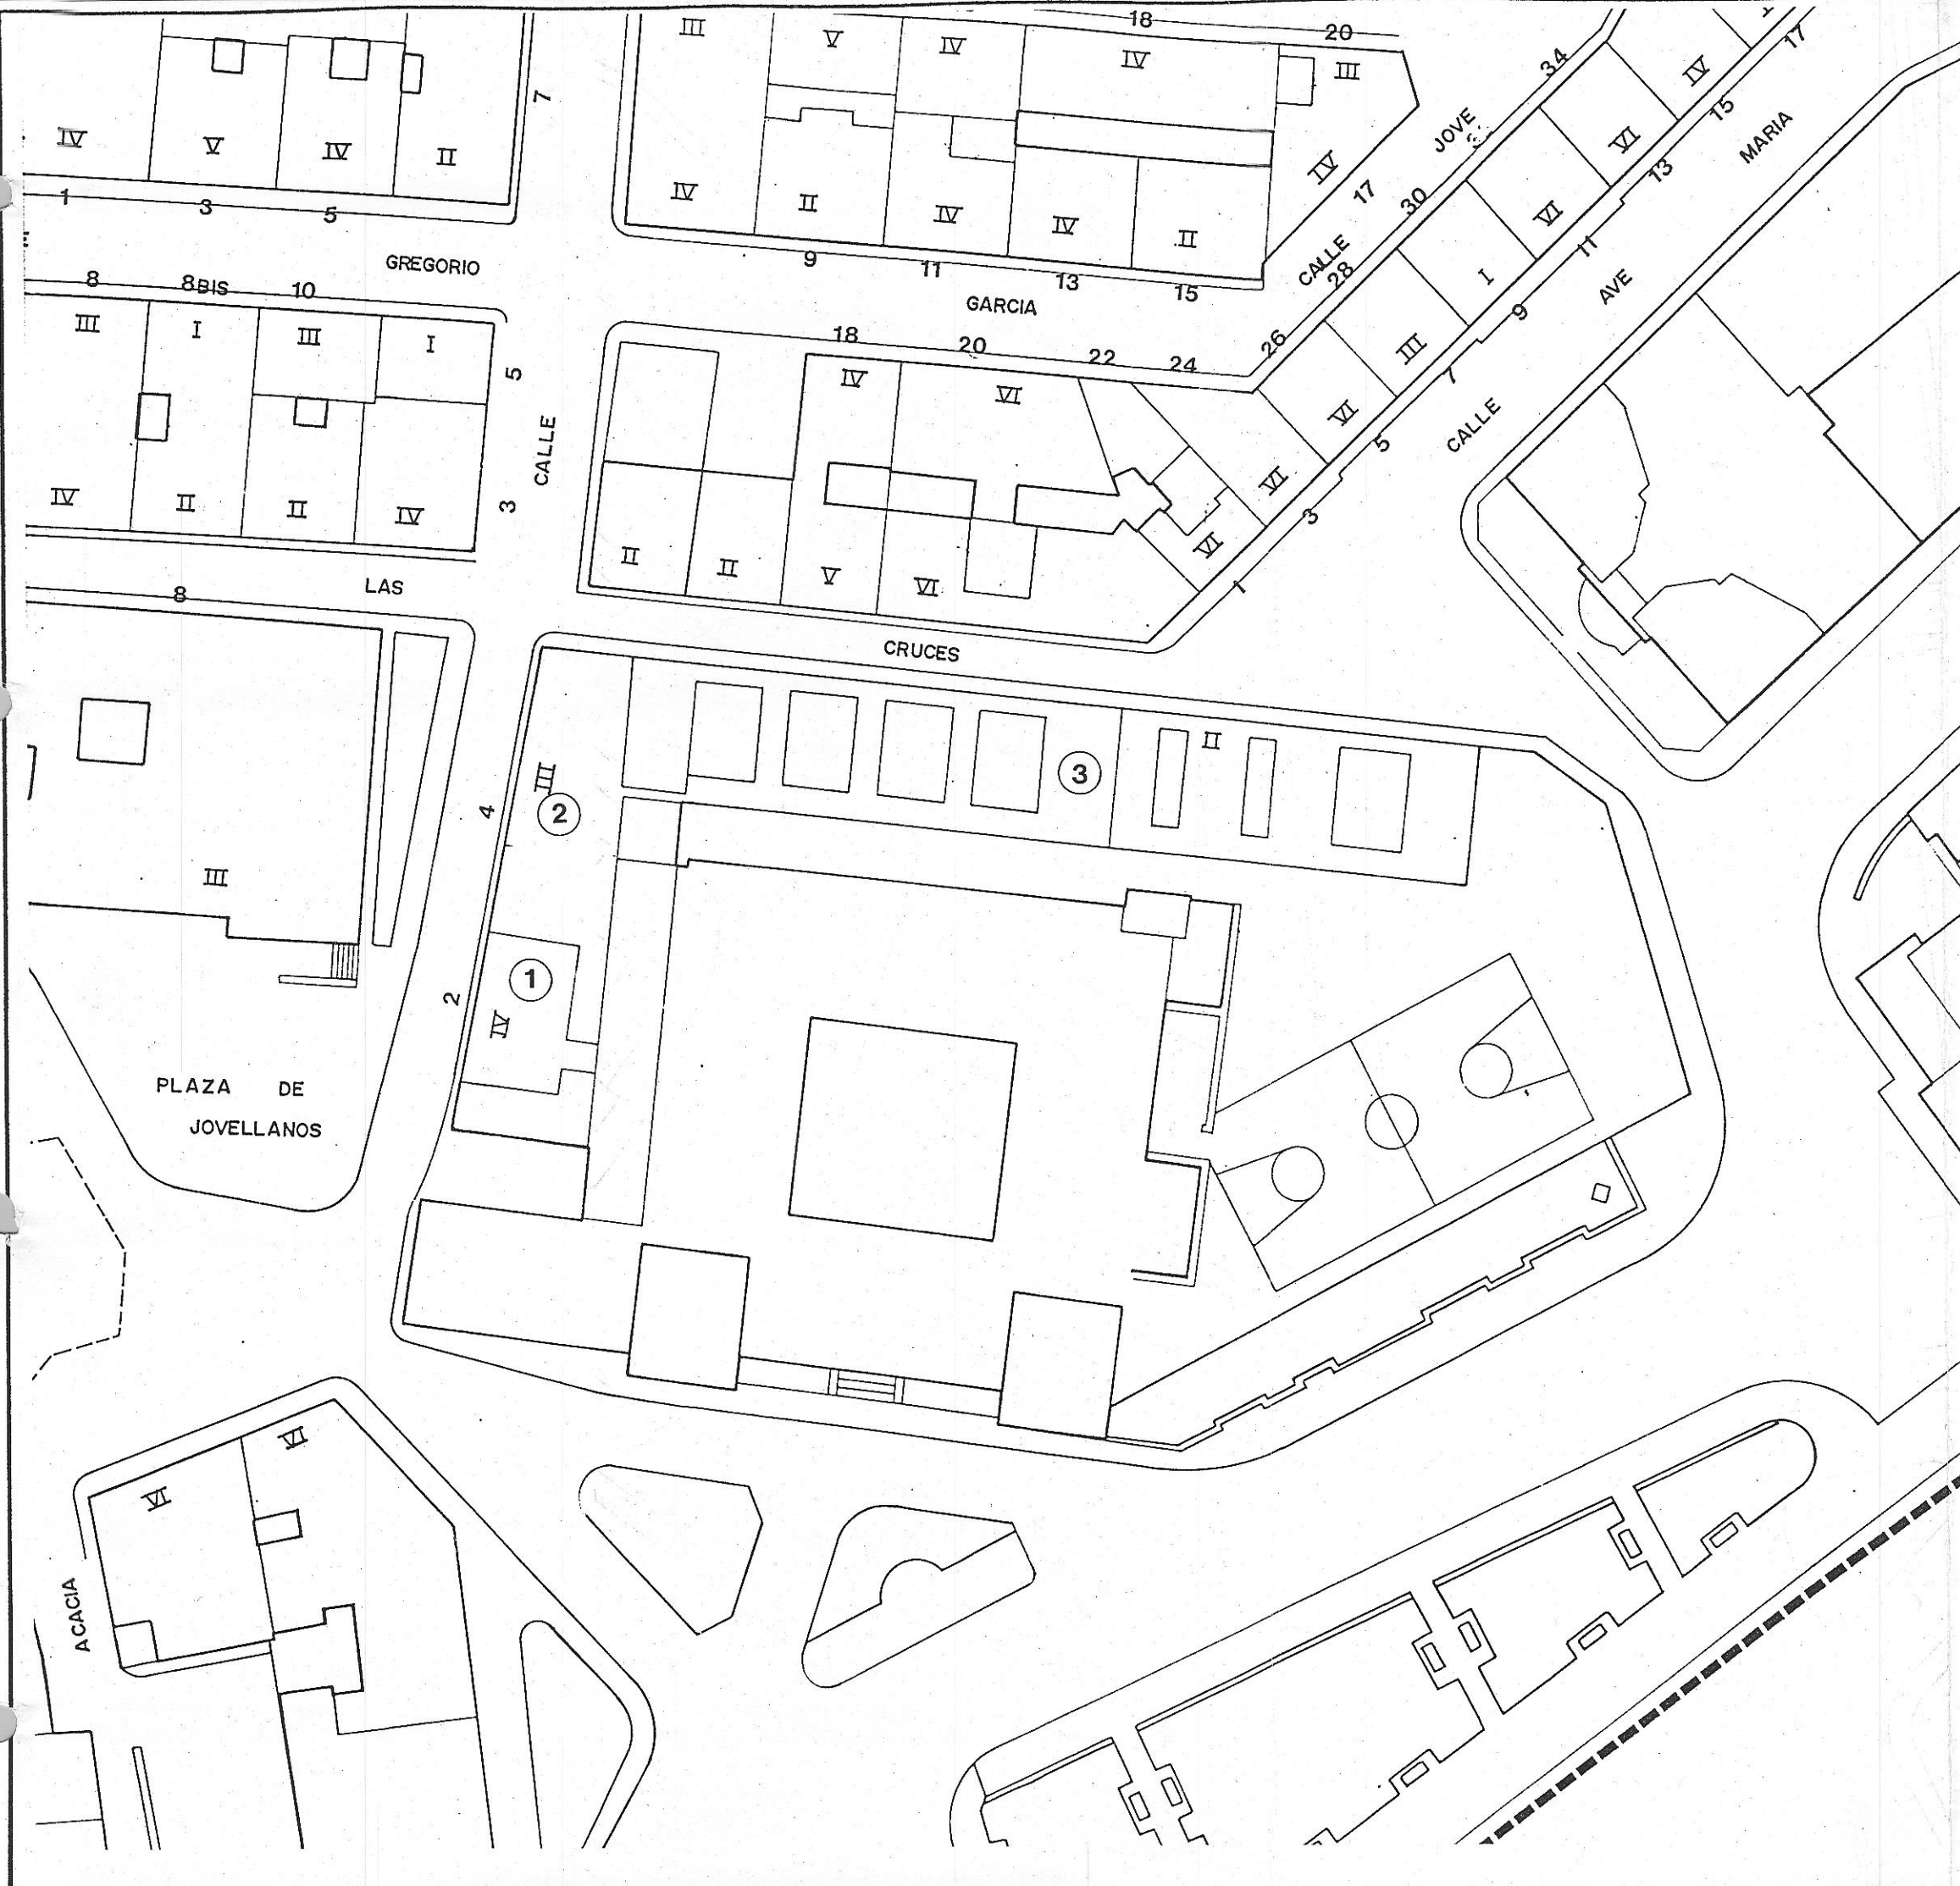 18
20
17
III
V
IV
IV
III
34
IV
7
15
JOVE
MARIA
IV
V
IV
II
VI
IV
13
IV
II
IV
IV
II
17
30
VI
1
3
5
11
CALLE
28
GREGORIO
9
11
13
15
I
AVE
8
8BIS
10
GARCIA
9
III
I
III
I
18
20
22
24
26
III
5
IV
VI
7
VI
CALLE
CALLE
5
IV
II
II
IV
3
VI
3
II
II
V
VI
VI
1
LAS
8
CRUCES
II
III
3
4
2
III
1
2
IV
PLAZA DE
JOVELLANOS
VI
VI
ACACIA